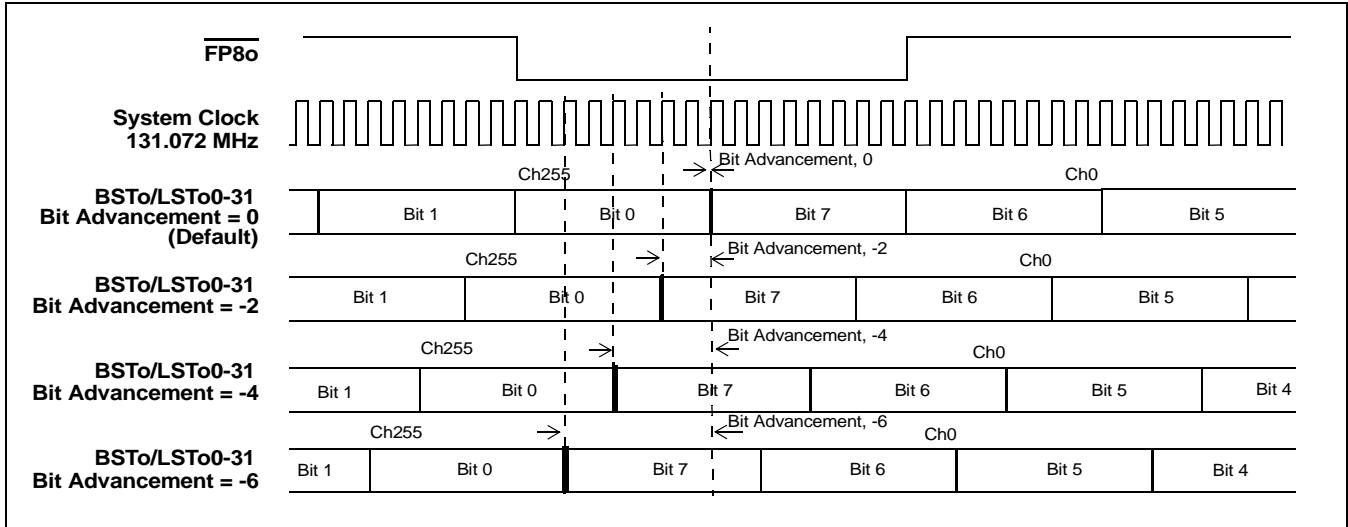 FP8o
System Clock
131.072 MHz
Bit Advancement, 0
Ch255
Ch0
BSTo/LSTo0-31
Bit Advancement = 0
(Default)
Bit 1
Bit 0
Bit 7
Bit 6
Bit 5
Bit Advancement, -2
Ch255
Ch0
BSTo/LSTo0-31
Bit Advancement = -2
Bit 1
Bit 0
Bit 7
Bit 6
Bit 5
Bit Advancement, -4
Ch255
Ch0
BSTo/LSTo0-31
Bit Advancement = -4
Bit 1
Bit 0
Bit 7
Bit 6
Bit 5
Bit 4
Bit Advancement, -6
Ch255
Ch0
BSTo/LSTo0-31
Bit Advancement = -6
Bit 1
Bit 0
Bit 7
Bit 6
Bit 5
Bit 4